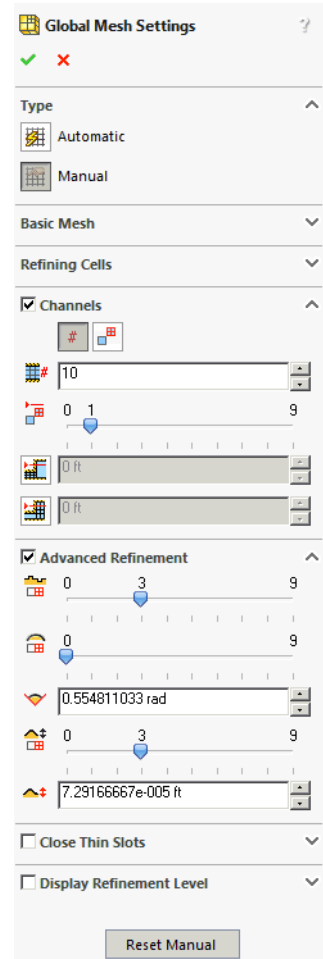 Global Mesh Settings ?
Type
Automatic
Manual
Basic Mesh
Refining Cells
Channels
#
# 10
0 1 9
0 ft
0 ft
Advanced Refinement
0 3 9
0 9
0.554811033 rad
0 3 9
7.29166667e-005 ft
Close Thin Slots
Display Refinement Level
Reset Manual